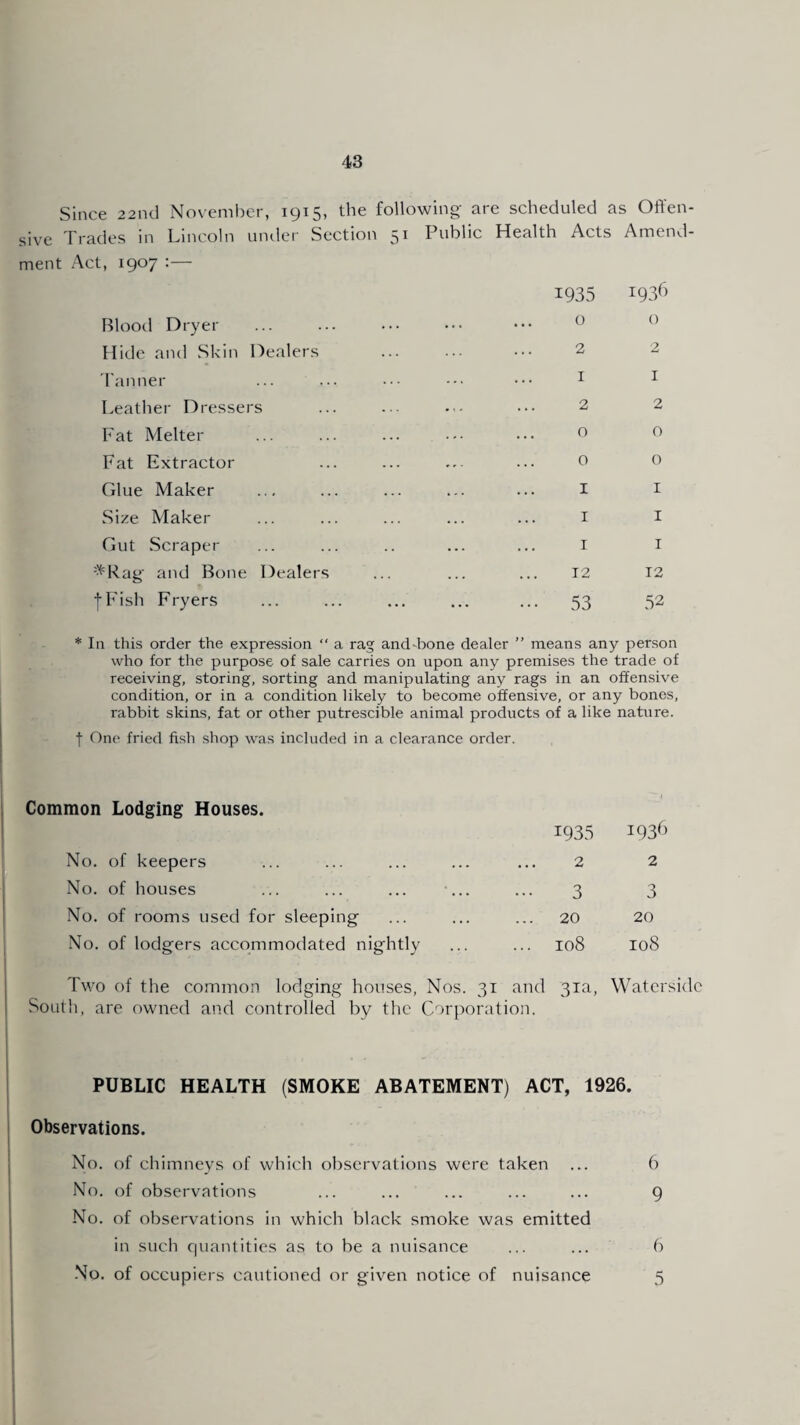 43
Since 22nd November, 1915, the following are scheduled as Offen-
sive Trades in Lincoln under Section 51 Public Health Acts Amend-
ment Act, 1907 :—
1935 1936
Blood Dryer ... ... ... ... ... 0 0
Hide and Skin Dealers ... ... ... 2 2
Tanner ... ... ... ... ... 1 1
Leather Dressers ... ... ... ... 2 2
Fat Melter ... ... ... ... ... 0 0
Fat Extractor ... ... ... ... 0 0
Glue Maker ... ... ... ... ... 1 1
Size Maker ... ... ... ... ... 1 1
Gut Scraper ... ... .. ... ... 1 1
*Rag and Bone Dealers ... ... ... 12 12
†Fish Fryers ... ... ... ... ... 53 52
* In this order the expression “ a rag and-bone dealer ” means any person
who for the purpose of sale carries on upon any premises the trade of
receiving, storing, sorting and manipulating any rags in an offensive
condition, or in a condition likely to become offensive, or any bones,
rabbit skins, fat or other putrescible animal products of a like nature.
† One fried fish shop was included in a clearance order.
Common Lodging Houses.
1935 1936
No. of keepers ... ... ... ... ... 2 2
No. of houses ... ... ... ... ... 3 3
No. of rooms used for sleeping ... ... ... 20 20
No. of lodgers accommodated nightly ... ... 108 108
Two of the common lodging houses, Nos. 31 and 31a, Waterside
South, are owned and controlled by the Corporation.
PUBLIC HEALTH (SMOKE ABATEMENT) ACT, 1926.
Observations.
No. of chimneys of which observations were taken ... 6
No. of observations ... ... ... ... ... 9
No. of observations in which black smoke was emitted
in such quantities as to be a nuisance ... ... 6
No. of occupiers cautioned or given notice of nuisance 5